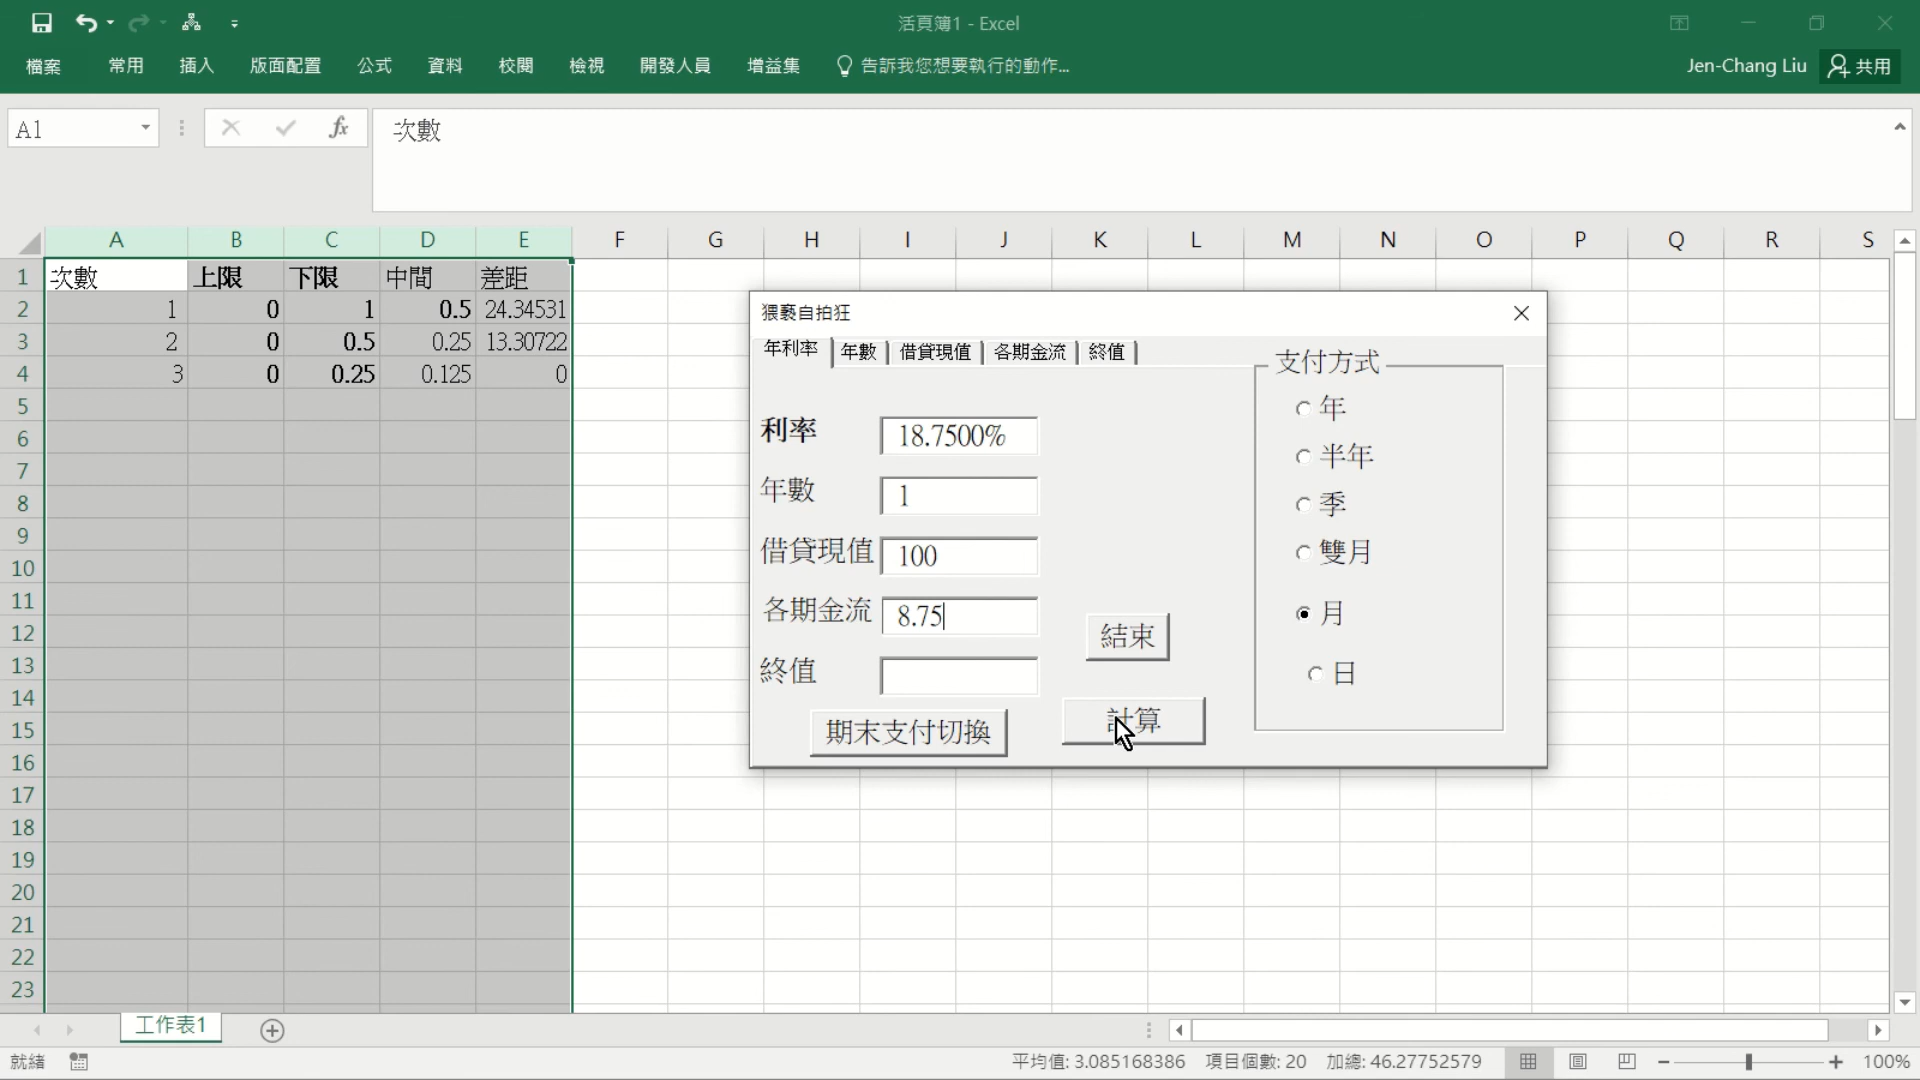 活頁簿1 - Excel
檔案 常用 插入 版面配置 公式 資料 校閱 檢視 開發人員 增益集 告訴我您想要執行的動作... Jen-Chang Liu 共用
A1 fx 次數
A B C D E F G H I J K L M N O P Q R S
1 次數 上限 下限 中間 差距
2 1 0 1 0.5 24.34531
3 2 0 0.5 0.25 13.30722
4 3 0 0.25 0.125 0
5
6
7
8
9
10
11
12
13
14
15
16
17
18
19
20
21
22
23
猥褻自拍狂
年利率 年數 借貸現值 各期金流 終值
利率 18.7500%
年數 1
借貸現值 100
各期金流 8.75
終值
結束
期末支付切換 計算
支付方式
年
半年
季
雙月
月
日
工作表1
就緒 平均值: 3.085168386 項目個數: 20 加總: 46.27752579 100%